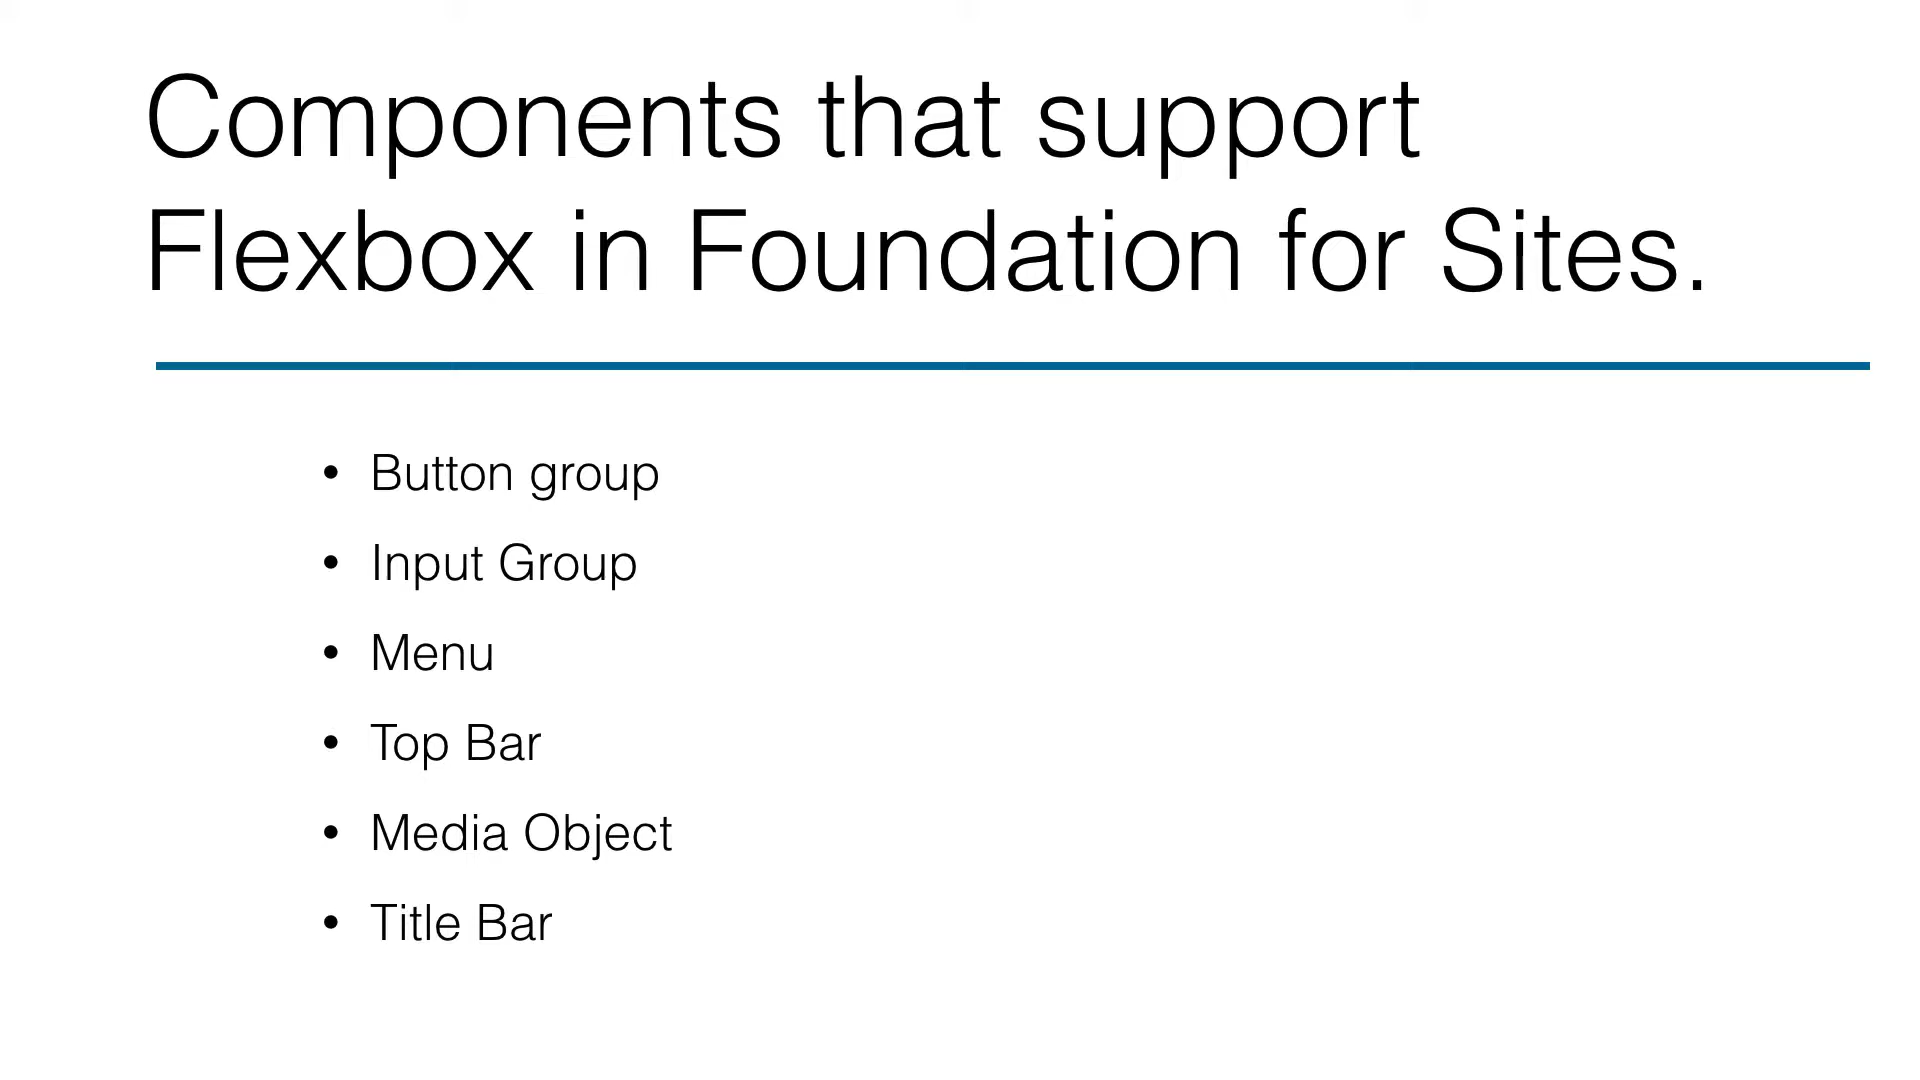 Components that support
Flexbox in Foundation for Sites.
• Button group
• Input Group
• Menu
• Top Bar
• Media Object
• Title Bar